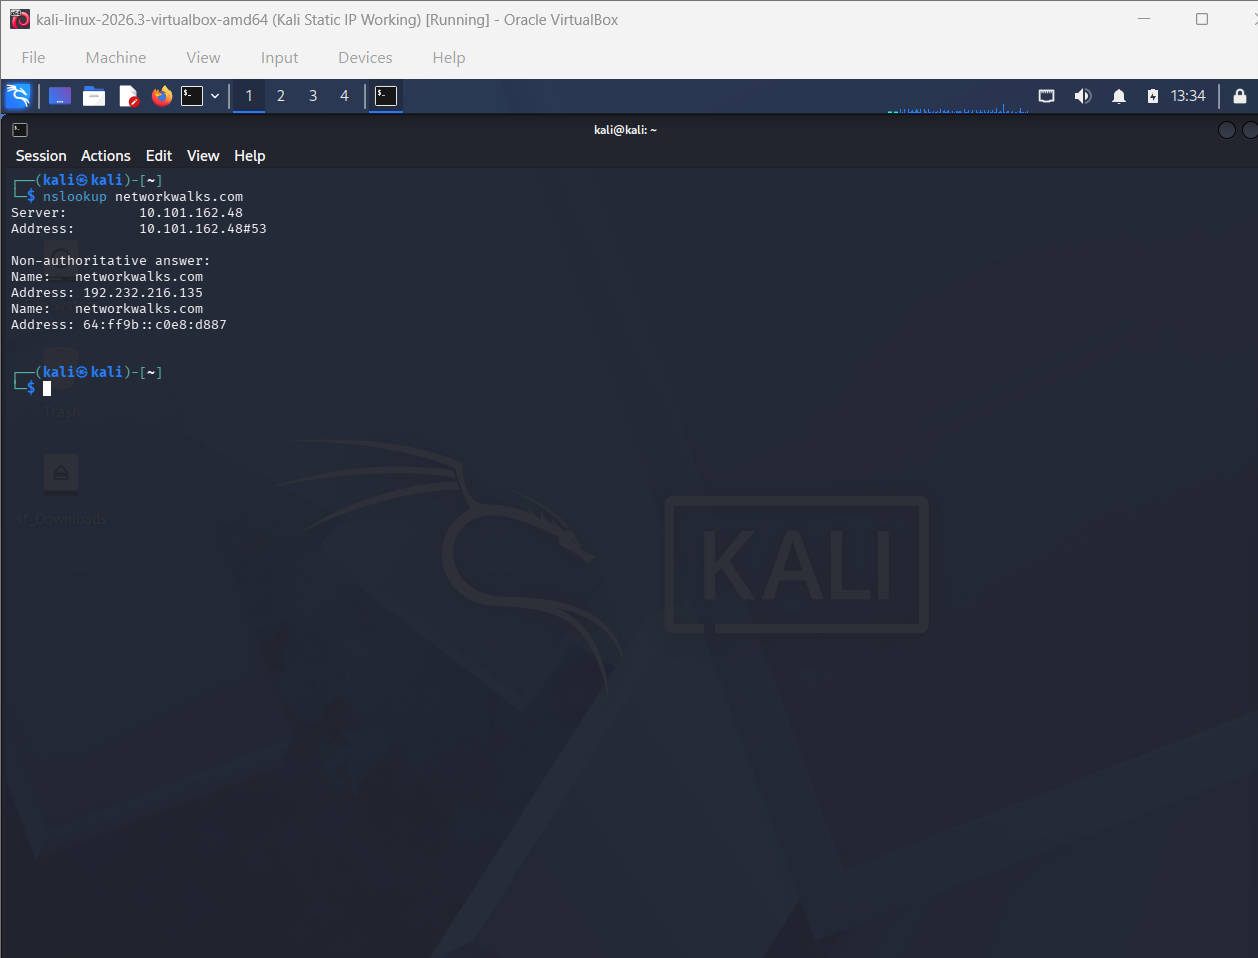 kali-linux-2026.3-virtualbox-amd64 (Kali Static IP Working) [Running] - Oracle VirtualBox
File Machine View Input Devices Help
1 2 3 4 13:34
kali@kali: ~
Session Actions Edit View Help
┌──(kali㉿kali)-[~]
└─$ nslookup networkwalks.com
Server: 10.101.162.48
Address: 10.101.162.48#53
Non-authoritative answer:
Name: networkwalks.com
Address: 192.232.216.135
Name: networkwalks.com
Address: 64:ff9b::c0e8:d887
┌──(kali㉿kali)-[~]
└─$
Trash
sf_Downloads
KALI